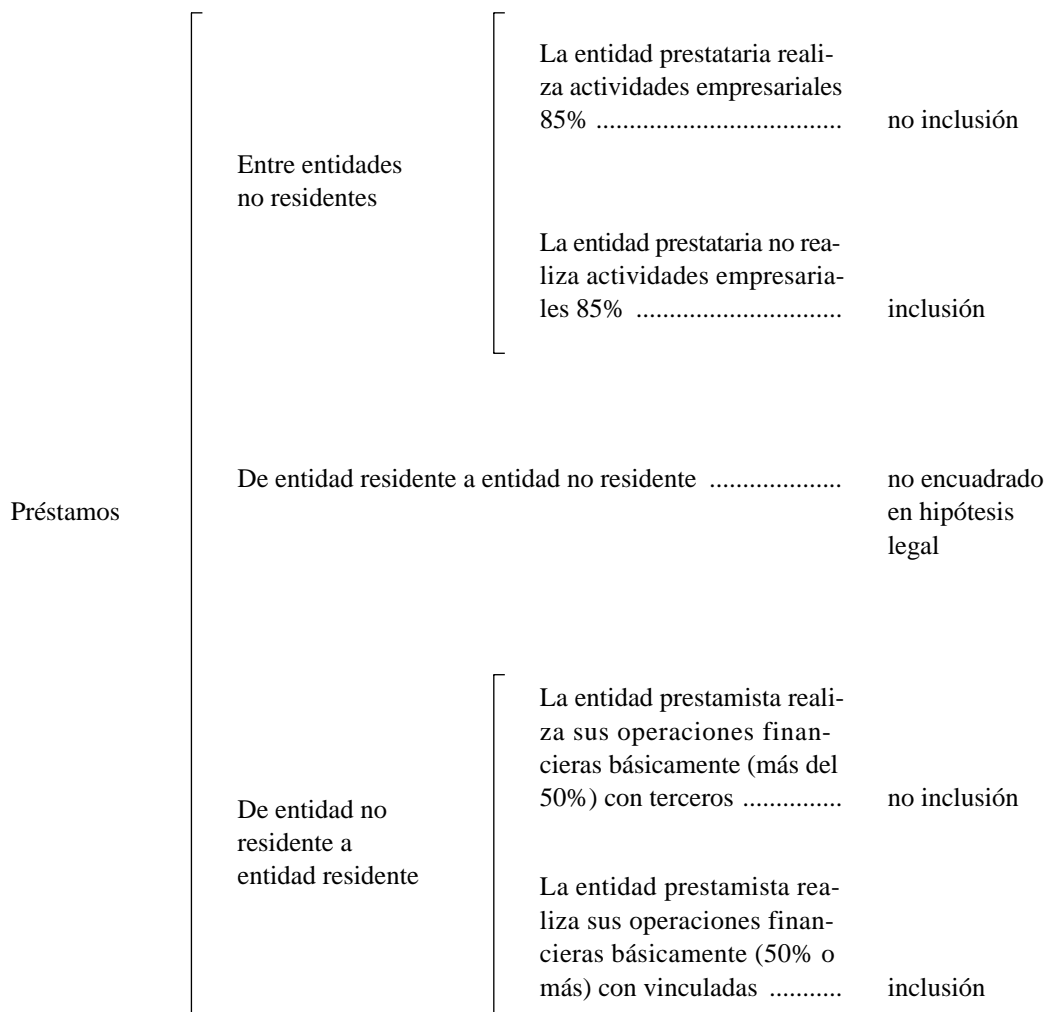 Préstamos
Entre entidades
no residentes
La entidad prestataria reali-
za actividades empresariales
85% ..................................... no inclusión
La entidad prestataria no rea-
liza actividades empresaria-
les 85% ............................... inclusión
De entidad residente a entidad no residente .................... no encuadrado
en hipótesis
legal
De entidad no
residente a
entidad residente
La entidad prestamista reali-
za sus operaciones finan-
cieras básicamente (más del
50%) con terceros ............... no inclusión
La entidad prestamista rea-
liza sus operaciones finan-
cieras básicamente (50% o
más) con vinculadas ........... inclusión